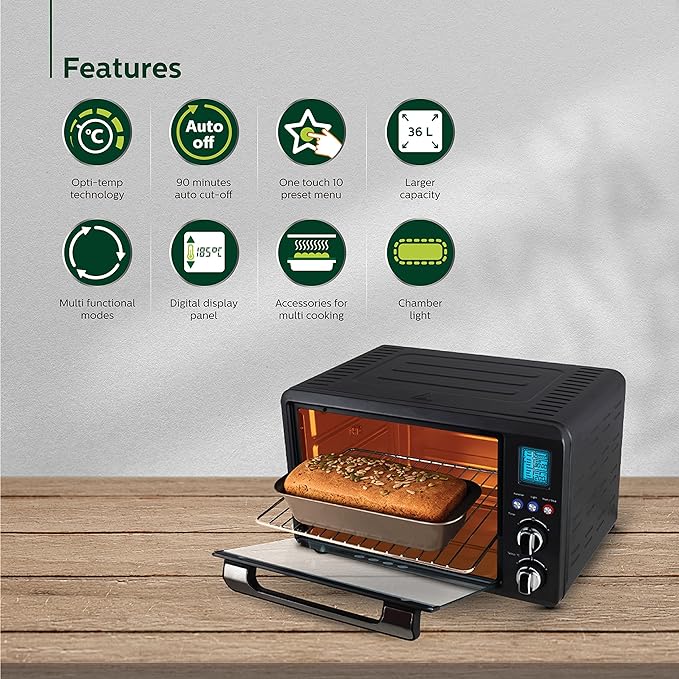 Features
°C
Auto
off
36 L
Opti-temp
technology
90 minutes
auto cut-off
One touch 10
preset menu
Larger
capacity
185°C
Multi functional
modes
Digital display
panel
Accessories for
multi cooking
Chamber
light